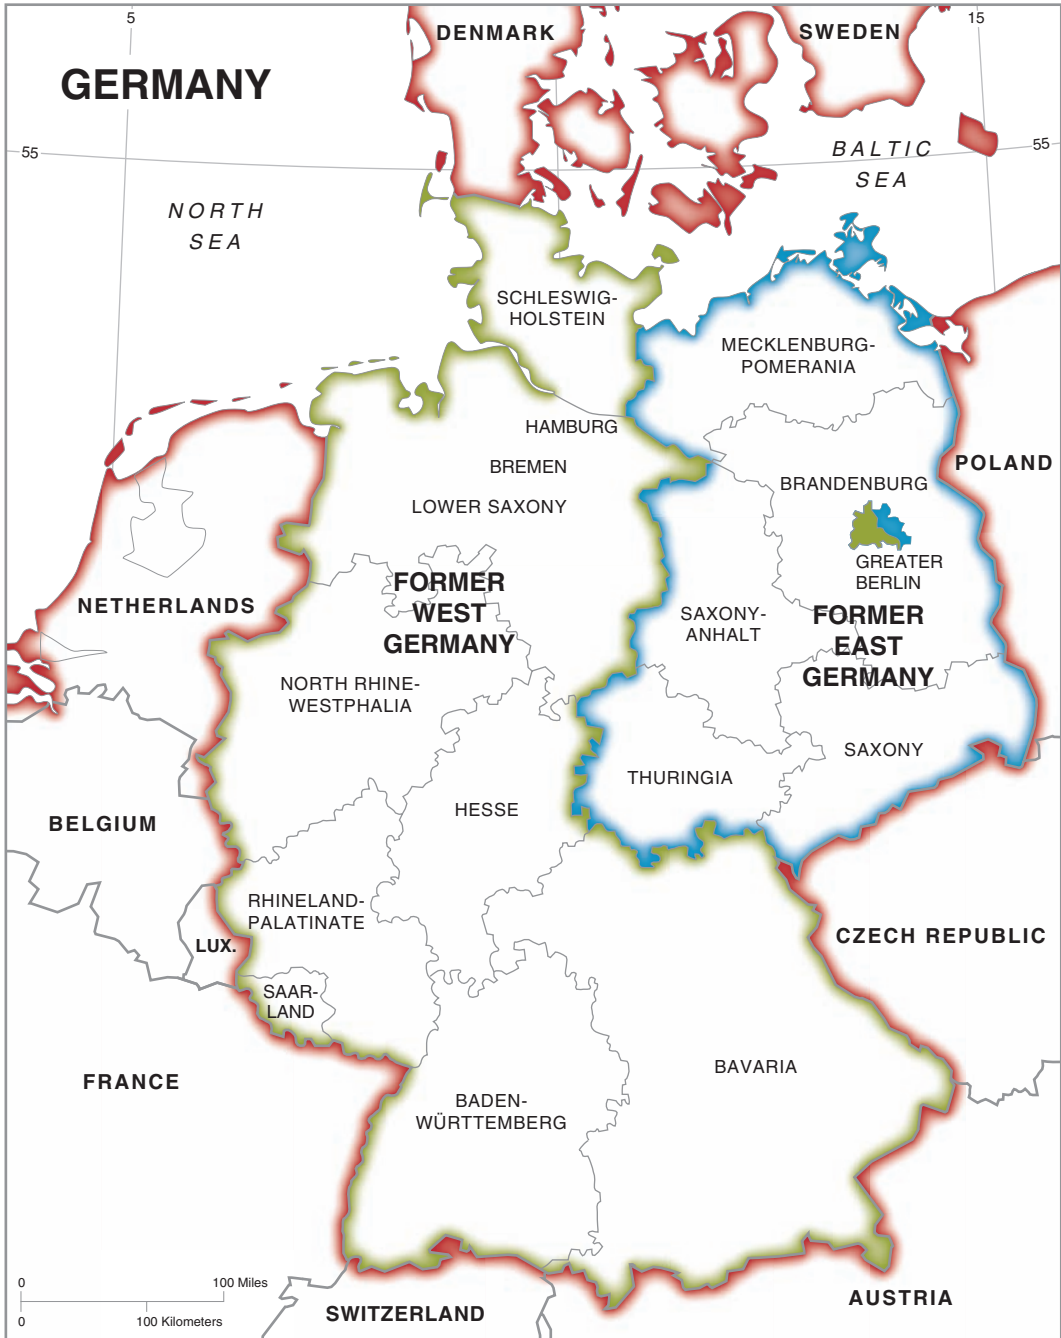 5
15
DENMARK
SWEDEN
GERMANY
55
55
BALTIC
SEA
NORTH
SEA
SCHLESWIG-
HOLSTEIN
MECKLENBURG-
POMERANIA
HAMBURG
BREMEN
LOWER SAXONY
POLAND
BRANDENBURG
GREATER
BERLIN
NETHERLANDS
FORMER
WEST
GERMANY
SAXONY-
ANHALT
FORMER
EAST
GERMANY
NORTH RHINE-
WESTPHALIA
SAXONY
THURINGIA
HESSE
BELGIUM
RHINELAND-
PALATINATE
LUX.
CZECH REPUBLIC
SAAR-
LAND
FRANCE
BAVARIA
BADEN-
WÜRTTEMBERG
0
100 Miles
0
100 Kilometers
SWITZERLAND
AUSTRIA